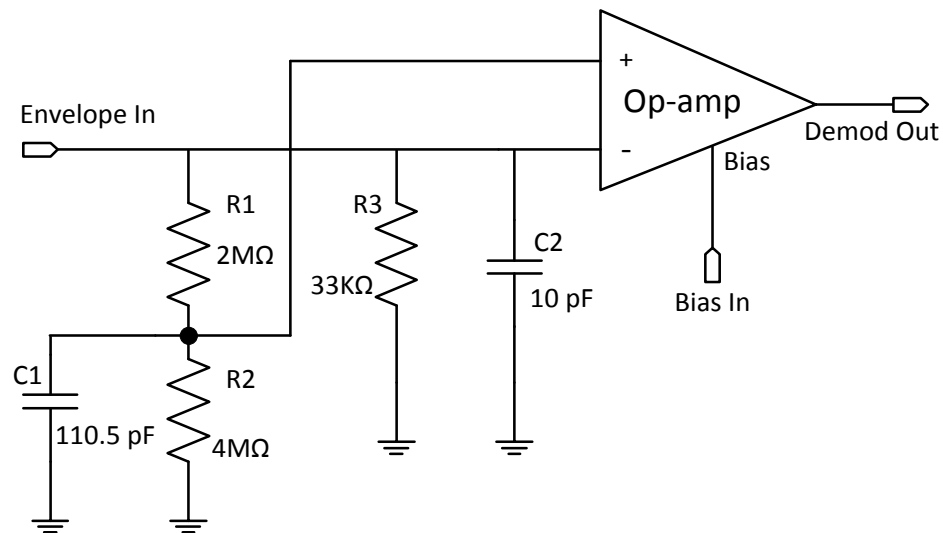 +
Op-amp
Envelope In
Demod Out
-
Bias
R1
R3
2MΩ
C2
33KΩ
10 pF
Bias In
C1
R2
110.5 pF
4MΩ